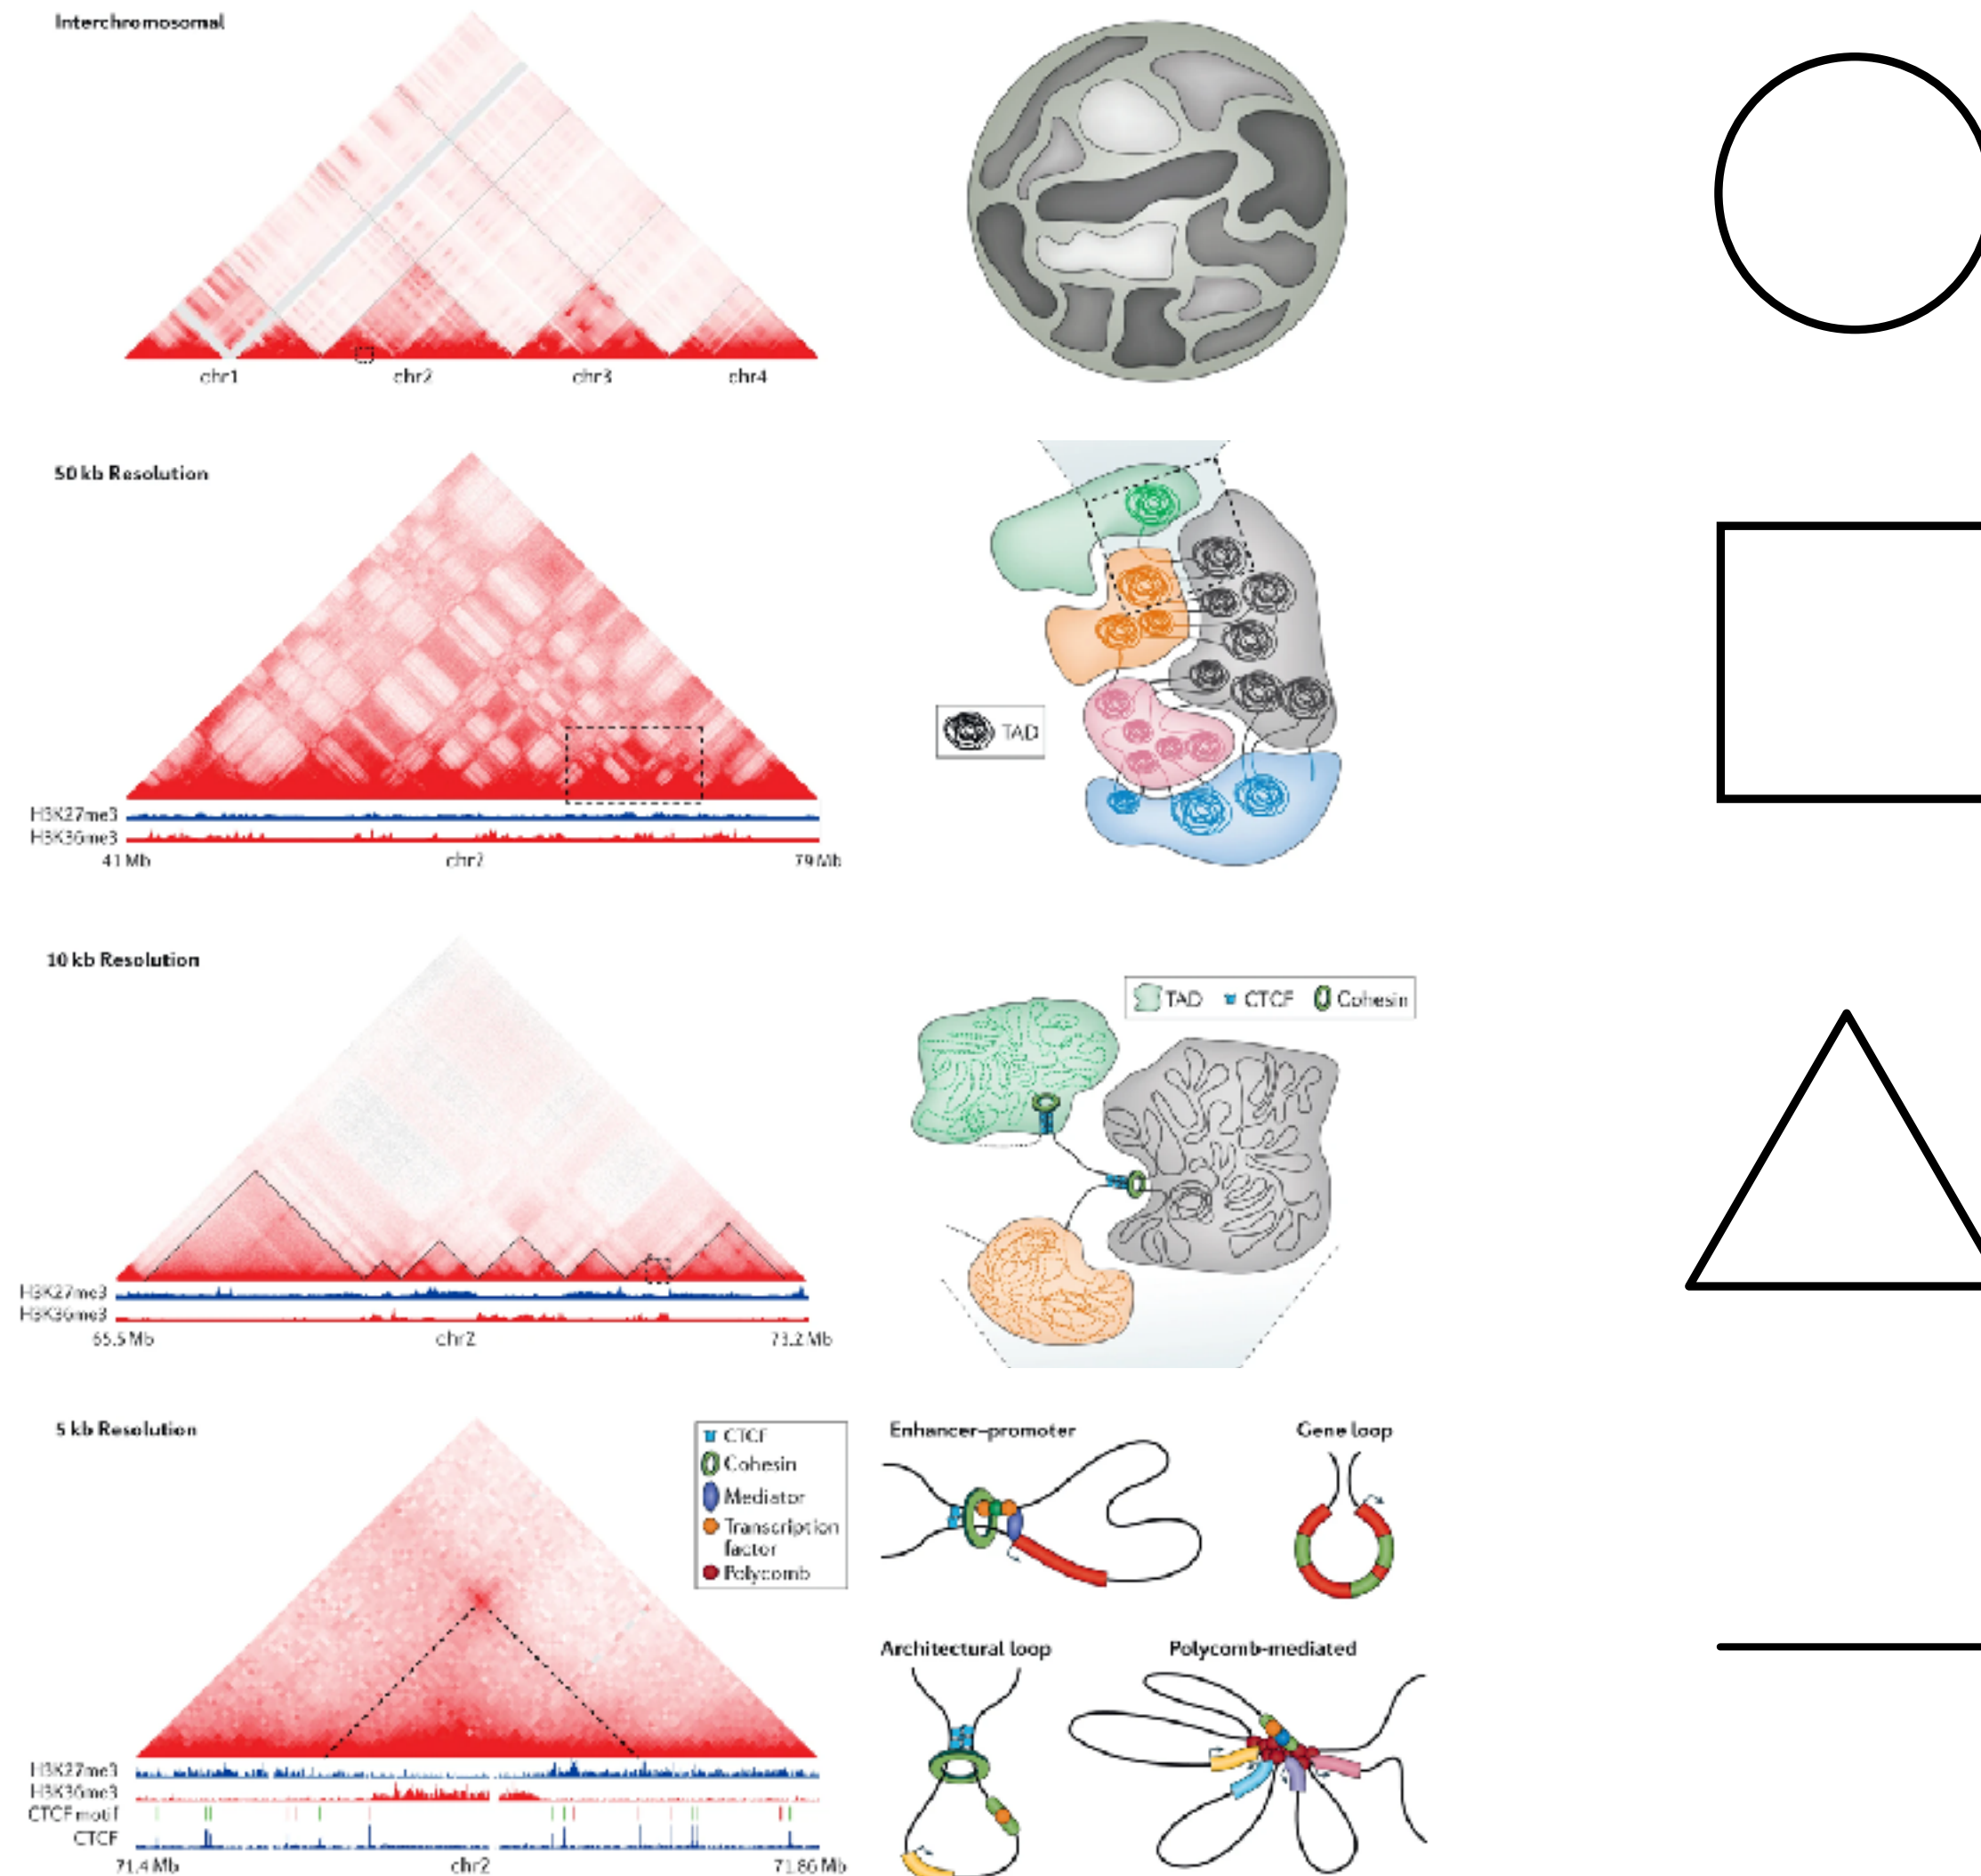 Interchromosomal
chr1 chr2 chr3 chr4
50 kb Resolution
TAD
H3K27me3
H3K36me3
41 Mb chr2 79 Mb
10 kb Resolution
TAD CTCF Cohesin
H3K27me3
H3K36me3
65.5 Mb chr2 73.2 Mb
5 kb Resolution
CTCF
Cohesin
Mediator
Transcription
factor
Polycomb
Enhancer–promoter
Gene loop
Architectural loop
Polycomb-mediated
H3K27me3
H3K36me3
CTCF motif
CTCF
71.4 Mb chr2 71.86 Mb